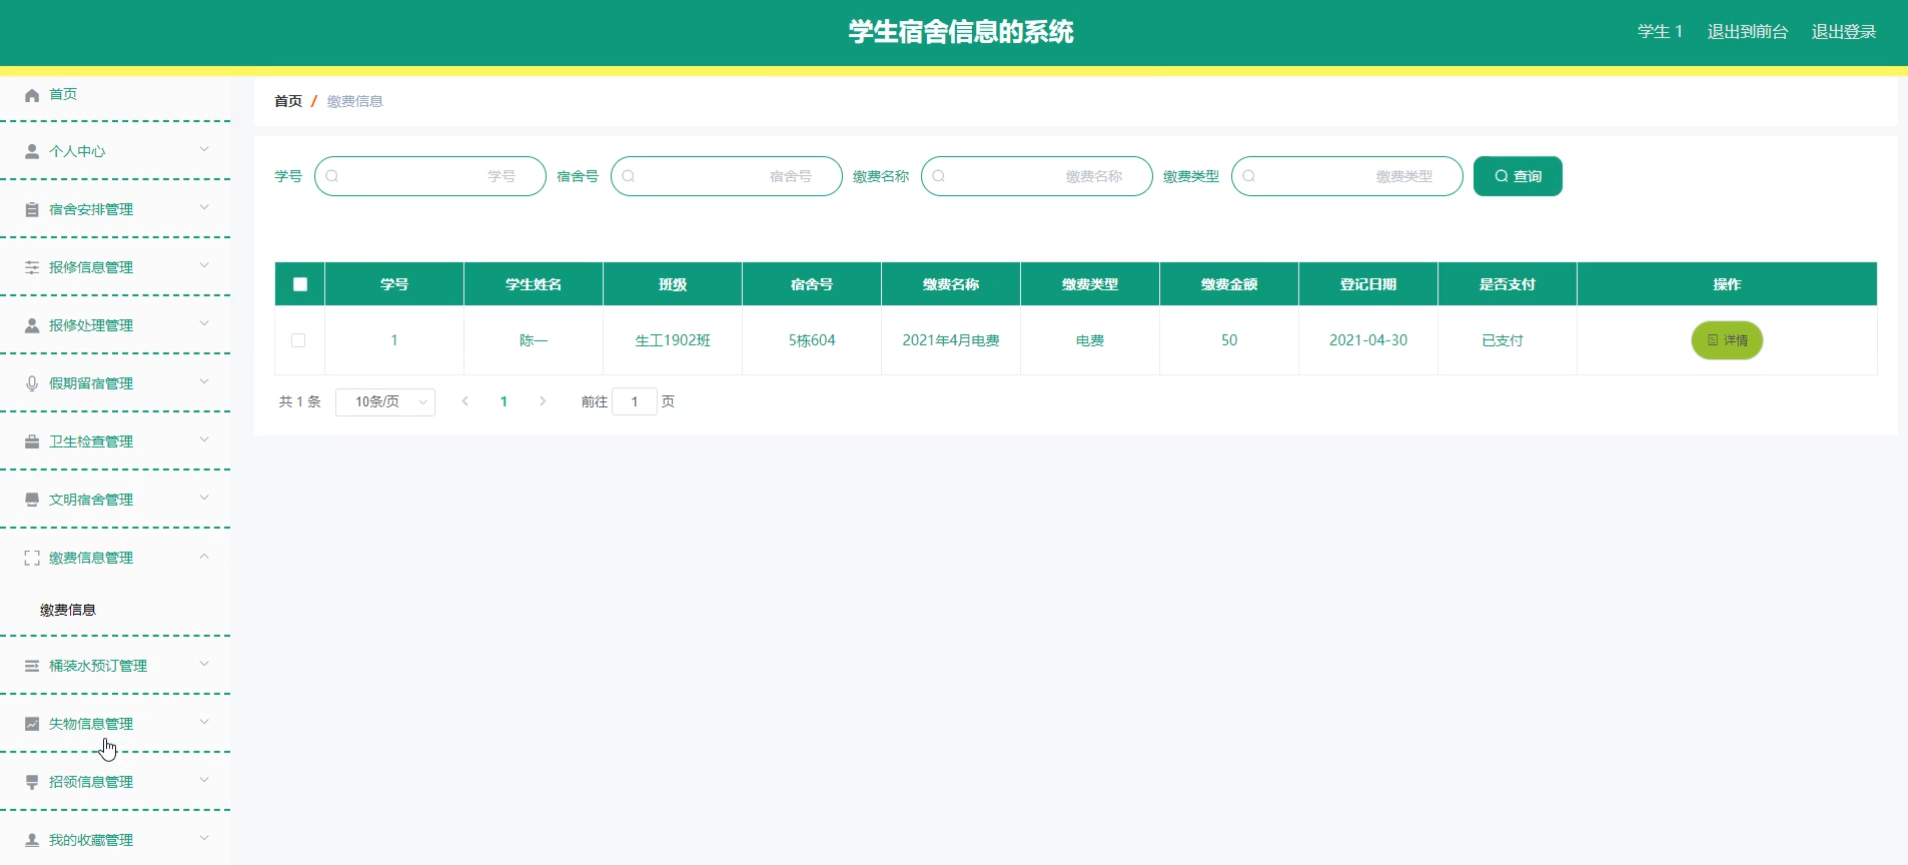 学生宿舍信息的系统
学生 1 退出到前台 退出登录
首页
个人中心
宿舍安排管理
报修信息管理
报修处理管理
假期留宿管理
卫生检查管理
文明宿舍管理
缴费信息管理
缴费信息
桶装水预订管理
失物信息管理
招领信息管理
我的收藏管理
首页 / 缴费信息
学号 学号 宿舍号 宿舍号 缴费名称 缴费名称 缴费类型 缴费类型 查询
学号 学生姓名 班级 宿舍号 缴费名称 缴费类型 缴费金额 登记日期 是否支付 操作
1 陈一 生工1902班 5栋604 2021年4月电费 电费 50 2021-04-30 已支付 详情
共 1 条 10条/页 1 前往 1 页